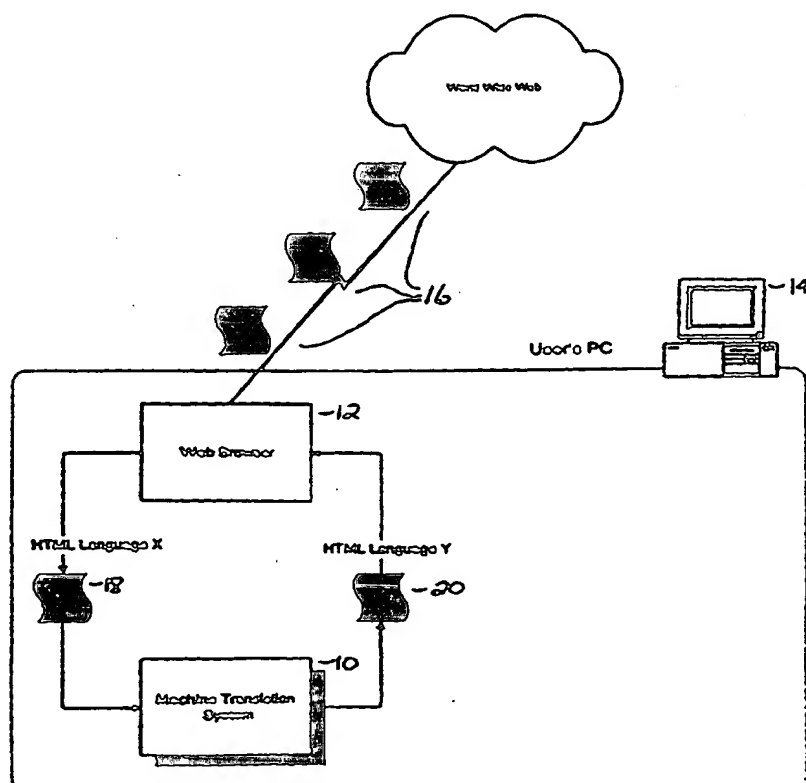 World Wide Web
16
14
User's PC
12
Web Browser
HTML Language X
HTML Language Y
18
20
10
Machine Translation
System